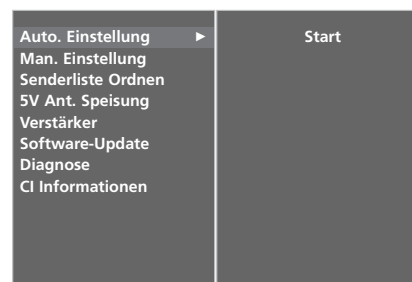 Auto. Einstellung ► Start
Man. Einstellung
Senderliste Ordnen
5V Ant. Speisung
Verstärker
Software-Update
Diagnose
CI Informationen